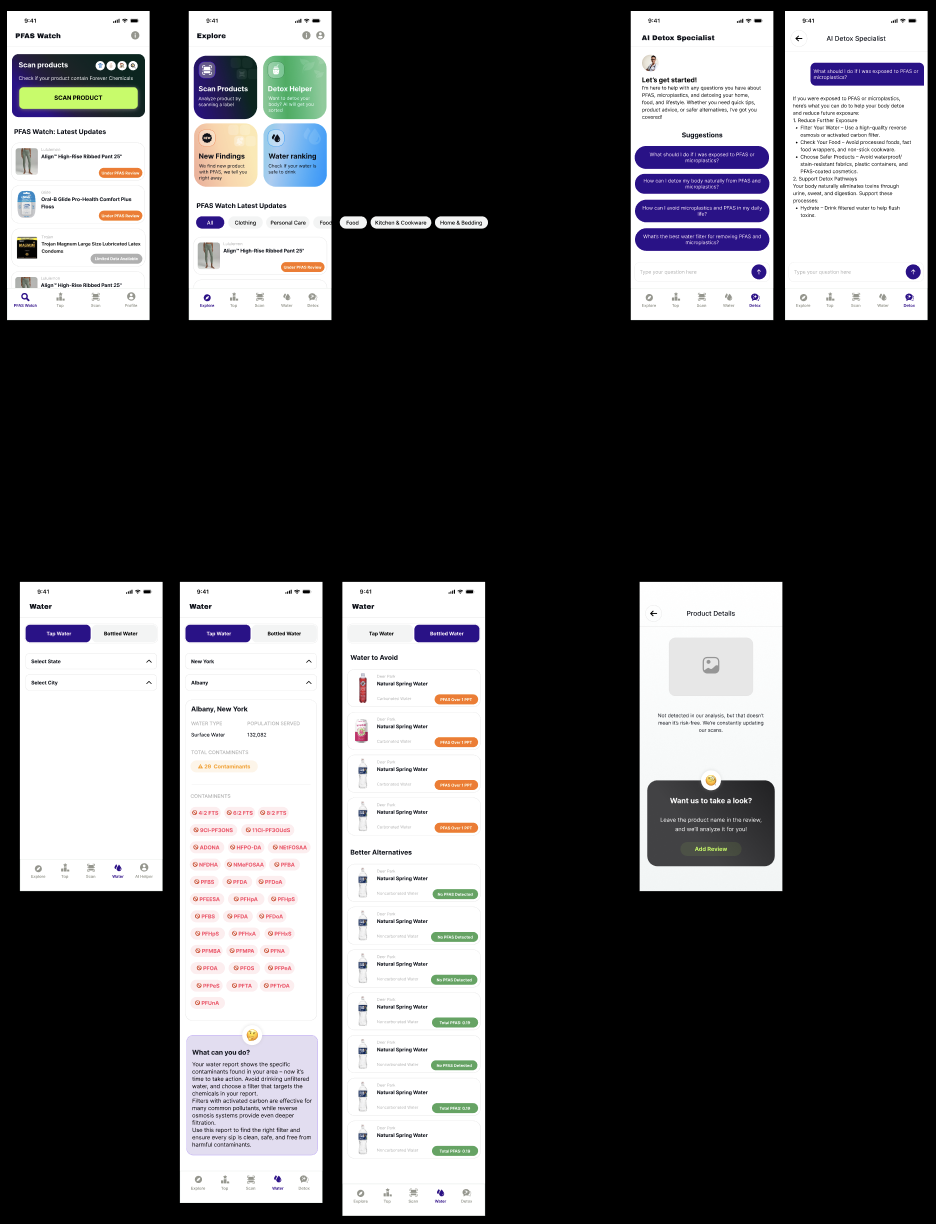 9:41
PFAS Watch
Scan products
Check if your product contain Forever Chemicals
SCAN PRODUCT
PFAS Watch: Latest Updates
Lululemon
Align™ High-Rise Ribbed Pant 25"
Under PFAS Review
Oral-B Glide Pro-Health Comfort Plus
Floss
Under PFAS Review
Trojan
Trojan Magnum Large Size Lubricated Latex
Condoms
Limited Data Available
Lululemon
Align™ High-Rise Ribbed Pant 25"
PFAS Watch
Top
Scan
Profile
9:41
Explore
Scan Products
Analyze product by
scanning a label
Detox Helper
Want to detox your
body? AI will get you
sorted!
NEW
New Findings
We find new product
with PFAS, we tell you
right away
Water ranking
Check if your water is
safe to drink
PFAS Watch Latest Updates
All
Clothing
Personal Care
Food
Food
Kitchen & Cookware
Home & Bedding
Lululemon
Align™ High-Rise Ribbed Pant 25"
Under PFAS Review
Explore
Top
Scan
Water
Detox
9:41
AI Detox Specialist
Let's get started!
I'm here to help with any questions you have about
PFAS, microplastics, and detoxing your home,
food, and lifestyle. Whether you need quick tips,
product advice, or safer alternatives, I've got you
covered!
Suggestions
What should I do if I was exposed to PFAS or
microplastics?
How can I detox my body naturally from PFAS and
microplastics?
How can I avoid microplastics and PFAS in my daily
life?
What's the best water filter for removing PFAS and
microplastics?
Type your question here
Explore
Top
Scan
Water
Detox
9:41
AI Detox Specialist
What should I do if I was exposed to PFAS or
microplastics?
If you were exposed to PFAS or microplastics,
here's what you can do to help your body detox
and reduce future exposure:
1. Reduce Further Exposure
• Filter Your Water – Use a high-quality reverse
osmosis or activated carbon filter.
• Check Your Food – Avoid processed foods, fast
food wrappers, and non-stick cookware.
• Choose Safer Products – Avoid waterproof/
stain-resistant fabrics, plastic containers, and
PFAS-coated cosmetics.
2. Support Detox Pathways
Your body naturally eliminates toxins through
urine, sweat, and digestion. Support these
processes:
• Hydrate – Drink filtered water to help flush
toxins.
Type your question here
Explore
Top
Scan
Water
Detox
9:41
Water
Tap Water
Bottled Water
Select State
Select City
Explore
Top
Scan
Water
AI Helper
9:41
Water
Tap Water
Bottled Water
New York
Albany
Albany, New York
WATER TYPE
POPULATION SERVED
Surface Water
132,082
TOTAL CONTAMINENTS
29 Contaminants
CONTAMINENTS
4:2 FTS
6:2 FTS
8:2 FTS
9Cl-PF3ONS
11Cl-PF3OUdS
ADONA
HFPO-DA
NEtFOSAA
NFDHA
NMeFOSAA
PFBA
PFBS
PFDA
PFDoA
PFEESA
PFHpA
PFHpS
PFBS
PFDA
PFDoA
PFHpS
PFHxA
PFHxS
PFMBA
PFMPA
PFNA
PFOA
PFOS
PFPeA
PFPeS
PFTA
PFTrDA
PFUnA
What can you do?
Your water report shows the specific
contaminants found in your area – now it's
time to take action. Avoid drinking unfiltered
water, and choose a filter that targets the
chemicals in your report.
Filters with activated carbon are effective for
many common pollutants, while reverse
osmosis systems provide even deeper
filtration.
Use this report to find the right filter and
ensure every sip is clean, safe, and free from
harmful contaminants.
Explore
Top
Scan
Water
Detox
9:41
Water
Tap Water
Bottled Water
Water to Avoid
Deer Park
Natural Spring Water
Carbonated Water
PFAS Over 1 PPT
Deer Park
Natural Spring Water
Carbonated Water
PFAS Over 1 PPT
Deer Park
Natural Spring Water
Carbonated Water
PFAS Over 1 PPT
Deer Park
Natural Spring Water
Carbonated Water
PFAS Over 1 PPT
Better Alternatives
Deer Park
Natural Spring Water
Noncarbonated Water
No PFAS Detected
Deer Park
Natural Spring Water
Noncarbonated Water
No PFAS Detected
Deer Park
Natural Spring Water
Noncarbonated Water
No PFAS Detected
Deer Park
Natural Spring Water
Noncarbonated Water
Total PFAS: 0.19
Deer Park
Natural Spring Water
Noncarbonated Water
No PFAS Detected
Deer Park
Natural Spring Water
Noncarbonated Water
Total PFAS: 0.19
Deer Park
Natural Spring Water
Noncarbonated Water
Total PFAS: 0.19
Explore
Top
Scan
Water
Detox
Product Details
Not detected in our analysis, but that doesn't
mean it's risk-free. We're constantly updating
our scans.
Want us to take a look?
Leave the product name in the review,
and we'll analyze it for you!
Add Review